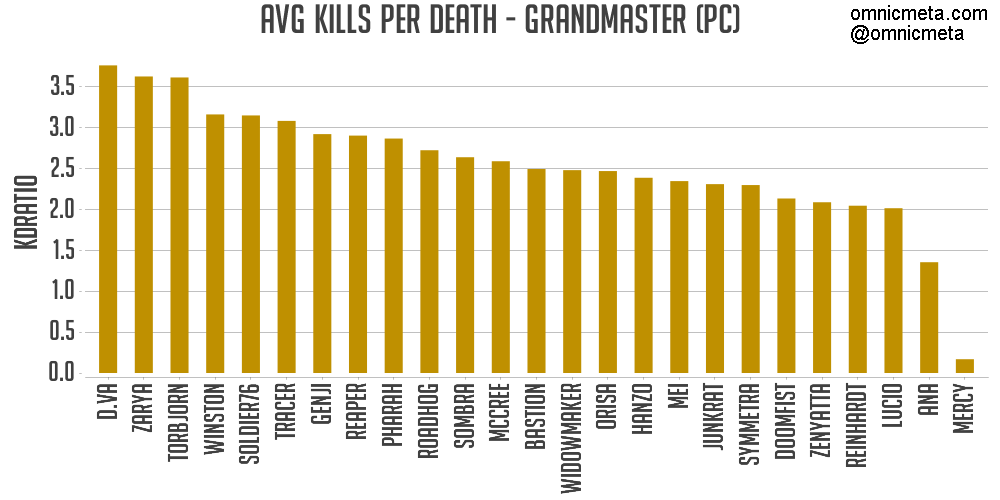 AVG KILLS PER DEATH - GRANDMASTER (PC)
omnicmeta.com
@omnicmeta
KDRATIO
3.5
3.0
2.5
2.0
1.5
1.0
0.5
0.0
D.VA
ZARYA
TORBJORN
WINSTON
SOLDIER76
TRACER
GENJI
REAPER
PHARAH
ROADHOG
SOMBRA
MCCREE
BASTION
WIDOWMAKER
ORISA
HANZO
MEI
JUNKRAT
SYMMETRA
DOOMFIST
ZENYATTA
REINHARDT
LUCIO
ANA
MERCY